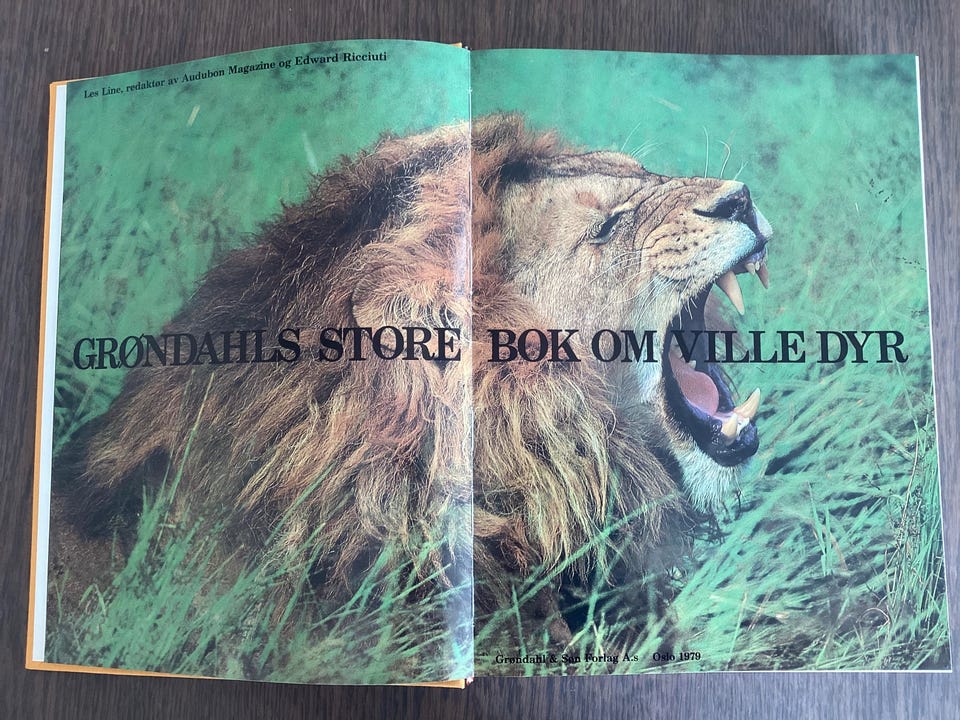 Les Line, redaktør av Audubon Magazine og Edward Ricciuti
GRØNDAHLS STORE BOK OM VILLE DYR
Grøndahl & Søn Forlag A.s Oslo 1979